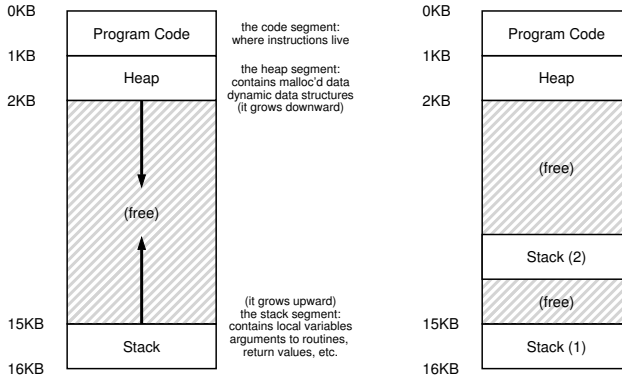 0KB
Program Code
1KB
Heap
2KB
(free)
15KB
Stack
16KB
the code segment:
where instructions live
the heap segment:
contains malloc'd data
dynamic data structures
(it grows downward)
(it grows upward)
the stack segment:
contains local variables
arguments to routines,
return values, etc.
0KB
Program Code
1KB
Heap
2KB
(free)
Stack (2)
(free)
15KB
Stack (1)
16KB